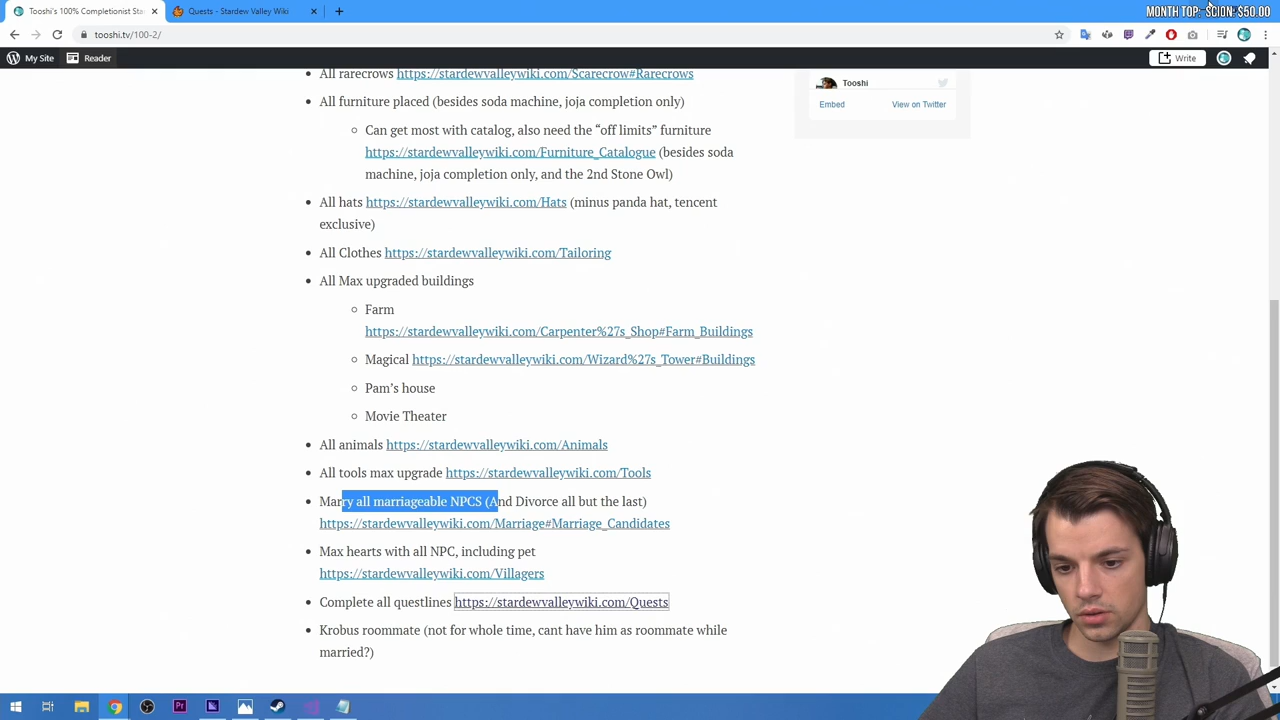 Tooshi's 100% Completionist Sta
Quests - Stardew Valley Wiki
MONTH TOP: SCION: $50.00
tooshi.tv/100-2/
My Site
Reader
Write
All rarecrows https://stardewvalleywiki.com/Scarecrow#Rarecrows
Tooshi
Embed
View on Twitter
All furniture placed (besides soda machine, joja completion only)
Can get most with catalog, also need the “off limits” furniture
https://stardewvalleywiki.com/Furniture_Catalogue (besides soda
machine, joja completion only, and the 2nd Stone Owl)
All hats https://stardewvalleywiki.com/Hats (minus panda hat, tencent
exclusive)
All Clothes https://stardewvalleywiki.com/Tailoring
All Max upgraded buildings
Farm
https://stardewvalleywiki.com/Carpenter%27s_Shop#Farm_Buildings
Magical https://stardewvalleywiki.com/Wizard%27s_Tower#Buildings
Pam’s house
Movie Theater
All animals https://stardewvalleywiki.com/Animals
All tools max upgrade https://stardewvalleywiki.com/Tools
Marry all marriageable NPCS (And Divorce all but the last)
https://stardewvalleywiki.com/Marriage#Marriage_Candidates
Max hearts with all NPC, including pet
https://stardewvalleywiki.com/Villagers
Complete all questlines https://stardewvalleywiki.com/Quests
Krobus roommate (not for whole time, cant have him as roommate while
married?)